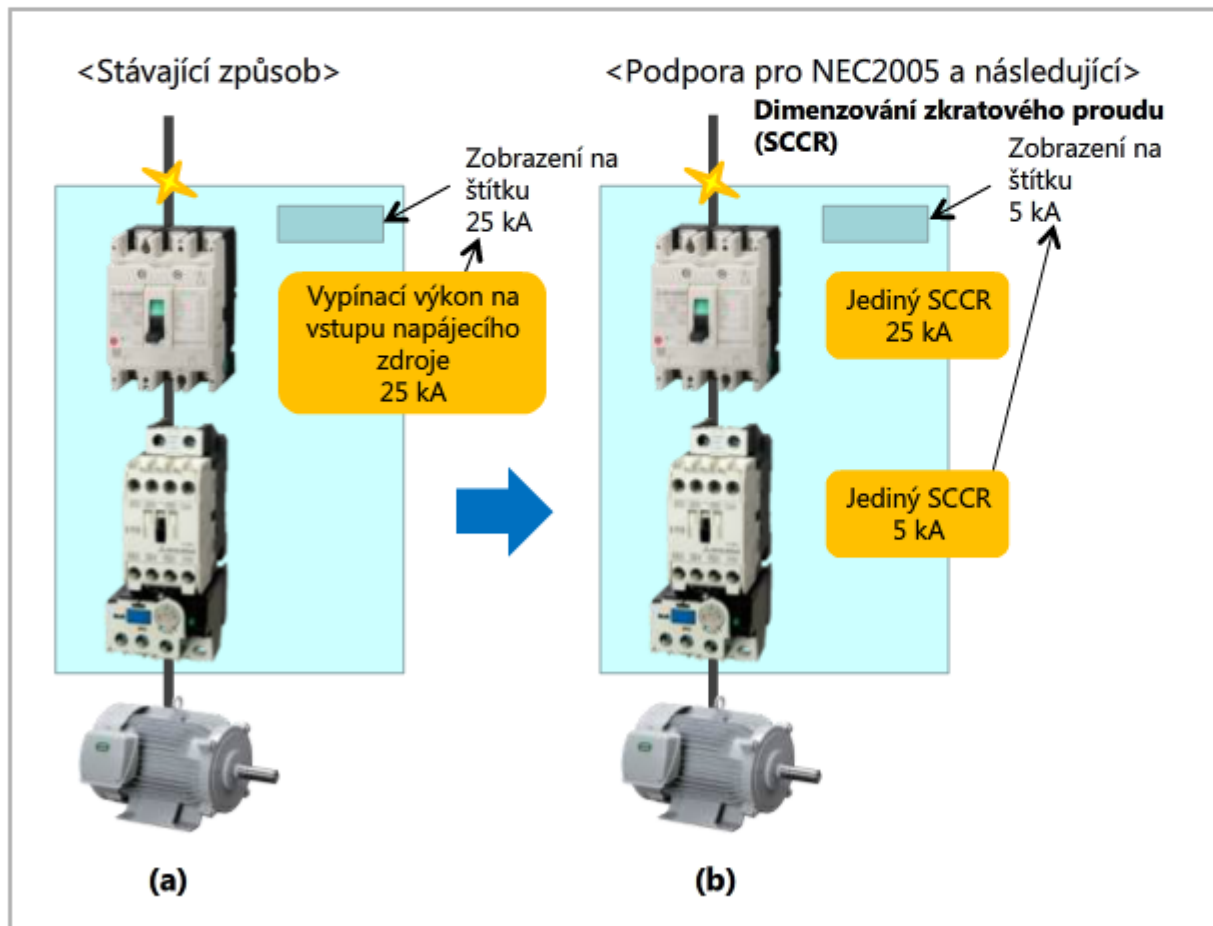 <Stávající způsob>
Zobrazení na
štítku
25 kA
Vypínací výkon na
vstupu napájecího
zdroje
25 kA
(a)
<Podpora pro NEC2005 a následující>
Dimenzování zkratového proudu
(SCCR)
Zobrazení na
štítku
5 kA
Jediný SCCR
25 kA
Jediný SCCR
5 kA
(b)